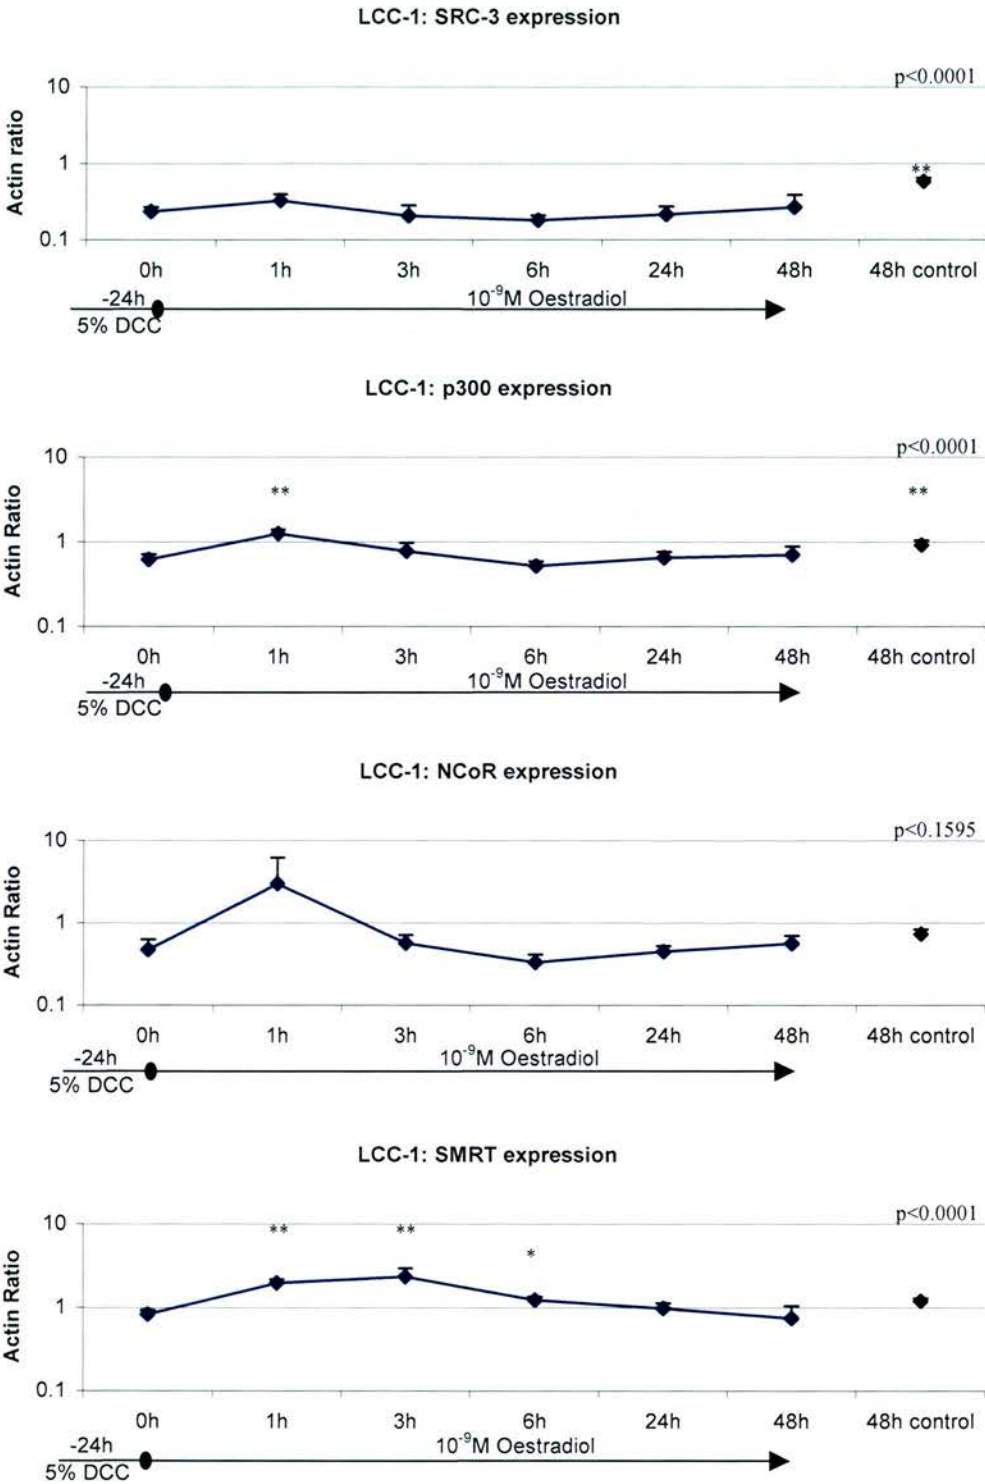 LCC-1: SRC-3 expression
p<0.0001
Actin ratio
10
1
0.1
**
0h 1h 3h 6h 24h 48h 48h control
-24h 10⁻⁹M Oestradiol
5% DCC
LCC-1: p300 expression
p<0.0001
Actin Ratio
10
** **
1
0.1
0h 1h 3h 6h 24h 48h 48h control
-24h 10⁻⁹M Oestradiol
5% DCC
LCC-1: NCoR expression
p<0.1595
Actin Ratio
10
1
0.1
0h 1h 3h 6h 24h 48h 48h control
-24h 10⁻⁹M Oestradiol
5% DCC
LCC-1: SMRT expression
p<0.0001
Actin Ratio
10
** ** *
1
0.1
0h 1h 3h 6h 24h 48h 48h control
-24h 10⁻⁹M Oestradiol
5% DCC